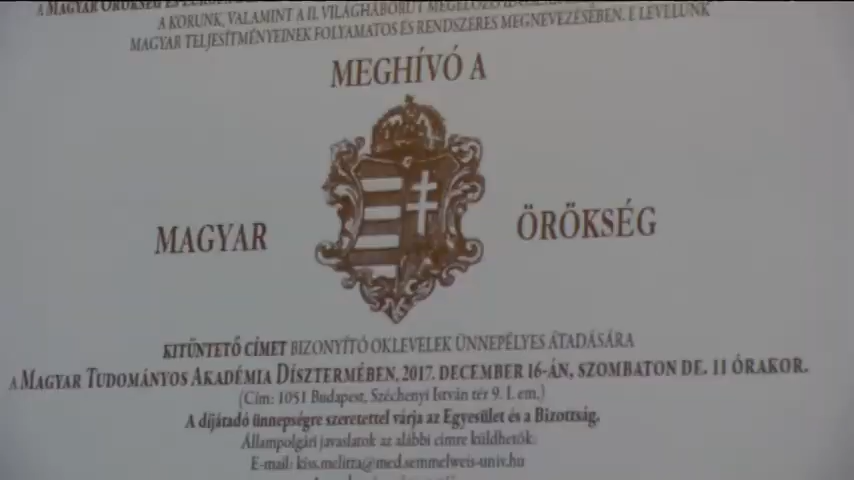 A MAGYAR ÖRÖKSÉG ÉS
A KORUNK, VALAMINT A II. VILÁGHÁBORÚT MEGELŐZŐ
MAGYAR TELJESÍTMÉNYEINEK FOLYAMATOS ÉS RENDSZERES MEGNEVEZÉSÉBEN. E LEVELÜNK
MEGHÍVÓ A
MAGYAR ÖRÖKSÉG
KITÜNTETŐ CÍMET BIZONYÍTÓ OKLEVELEK ÜNNEPÉLYES ÁTADÁSÁRA
A MAGYAR TUDOMÁNYOS AKADÉMIA DÍSZTERMÉBEN, 2017. DECEMBER 16-ÁN, SZOMBATON DE. 11 ÓRAKOR.
(Cím: 1051 Budapest, Széchenyi István tér 9. I. em.)
A díjátadó ünnepségre szeretettel várja az Egyesület és a Bizottság.
Állampolgári javaslatok az alábbi címre küldhetők:
E-mail: kiss.melitta@med.semmelweis-univ.hu